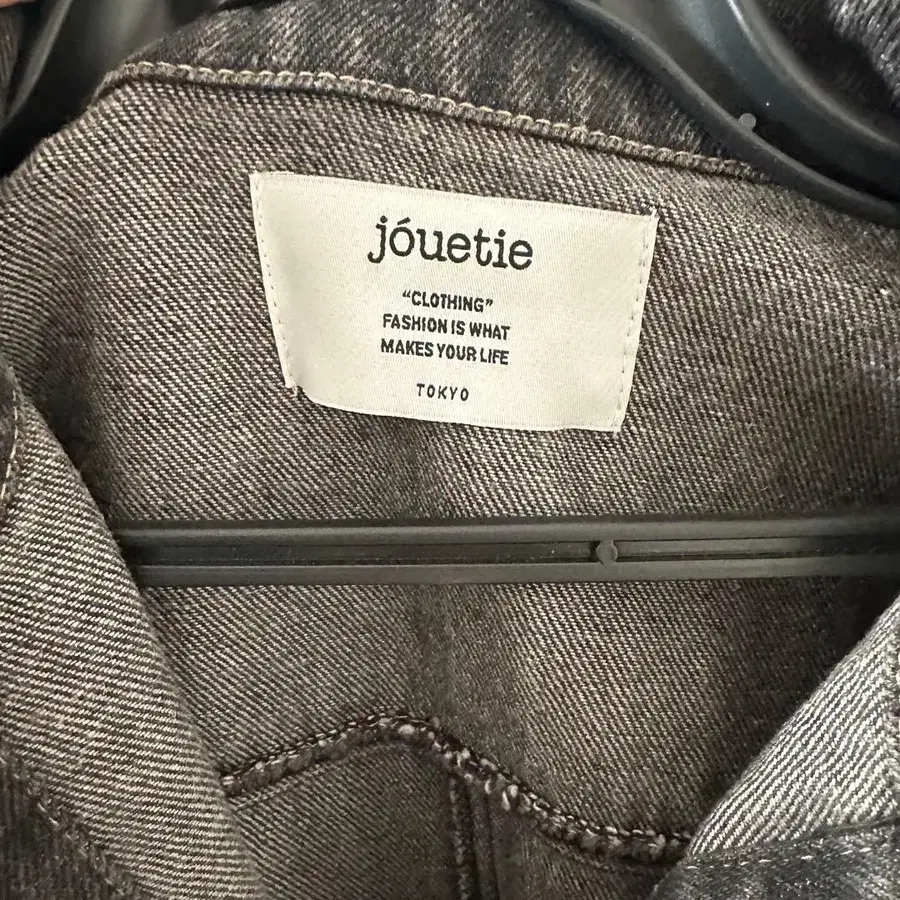 jóuetie
“CLOTHING”
FASHION IS WHAT
MAKES YOUR LIFE
TOKYO